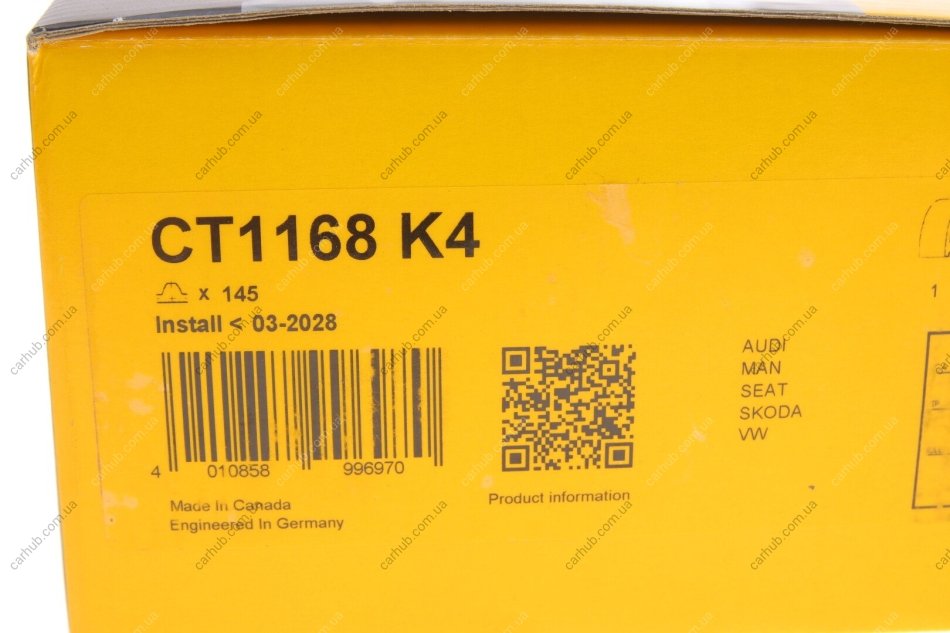 CT1168 K4
x 145
Install < 03-2028
4 010858 996970
Made In Canada
Engineered In Germany
Product information
AUDI
MAN
SEAT
SKODA
VW
1
carhub.com.ua